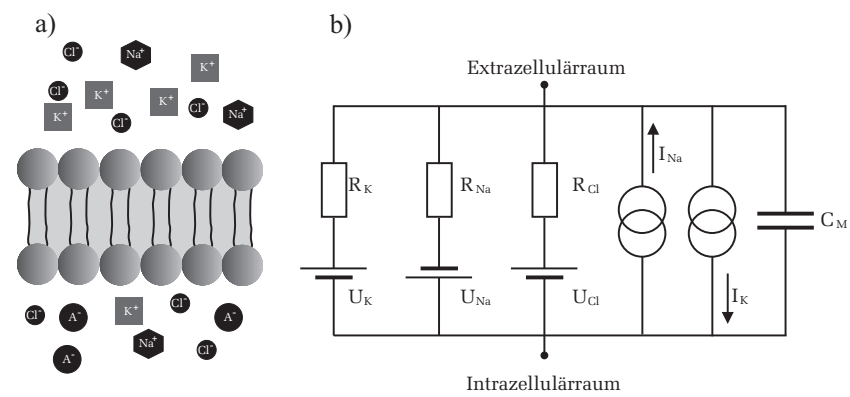 a)
b)
Cl⁻
Na⁺
K⁺
Cl⁻
K⁺
K⁺
Cl⁻
K⁺
Cl⁻
Na⁺
Cl⁻
A⁻
K⁺
Cl⁻
A⁻
Na⁺
Cl⁻
A⁻
Extrazellulärraum
R_K
R_Na
R_Cl
I_Na
C_M
U_K
U_Na
U_Cl
I_K
Intrazellulärraum